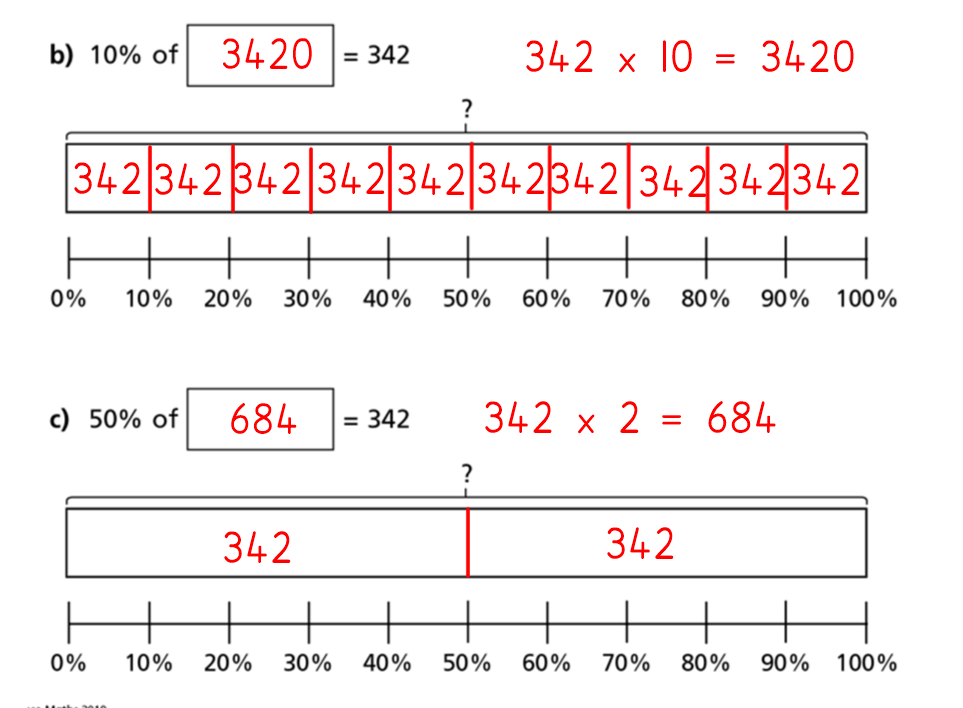 b) 10% of 3420 = 342 342 x 10 = 3420
?
342 342 342 342 342 342 342 342 342 342
0% 10% 20% 30% 40% 50% 60% 70% 80% 90% 100%
c) 50% of 684 = 342 342 x 2 = 684
?
342 342
0% 10% 20% 30% 40% 50% 60% 70% 80% 90% 100%
Maths 2019